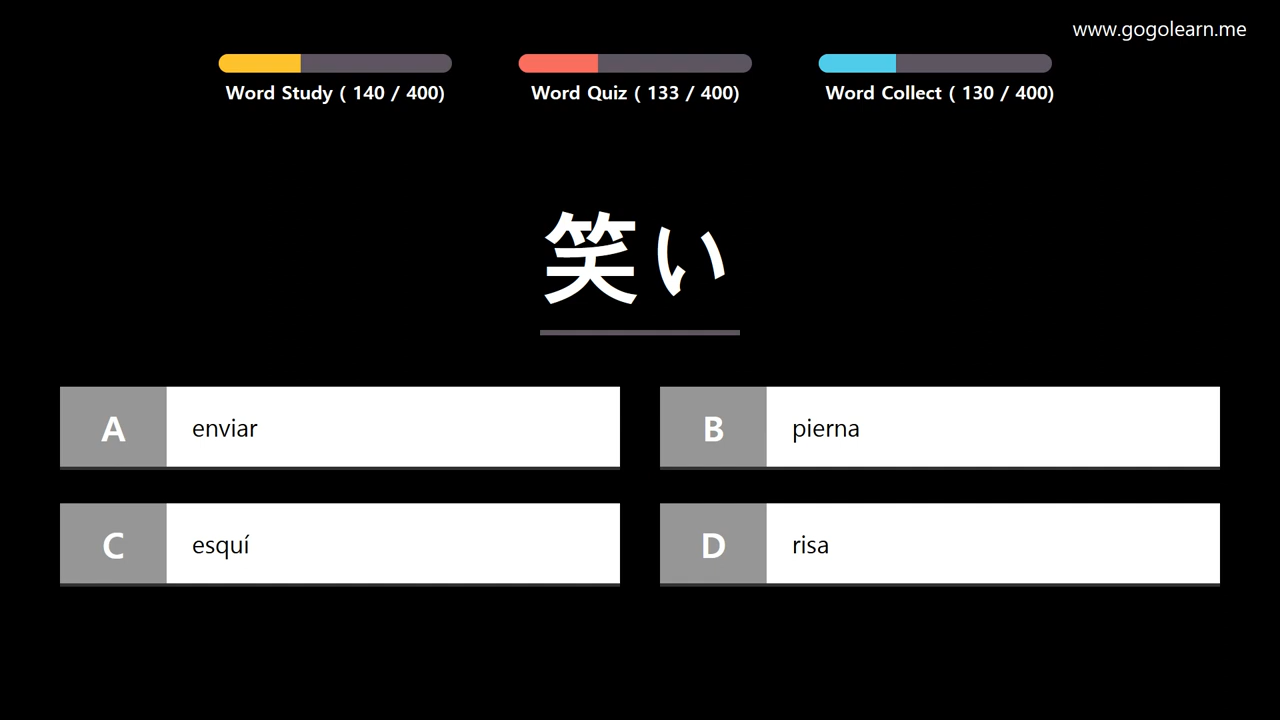 www.gogolearn.me
Word Study ( 140 / 400)
Word Quiz ( 133 / 400)
Word Collect ( 130 / 400)
笑い
A enviar
B pierna
C esquí
D risa